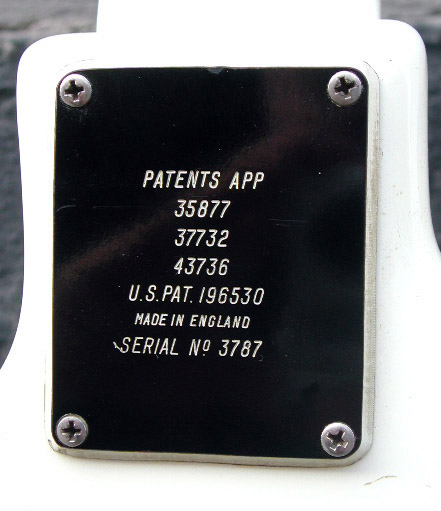 PATENTS APP
35877
37732
43736
U.S.PAT. 196530
MADE IN ENGLAND
SERIAL Nº 3787